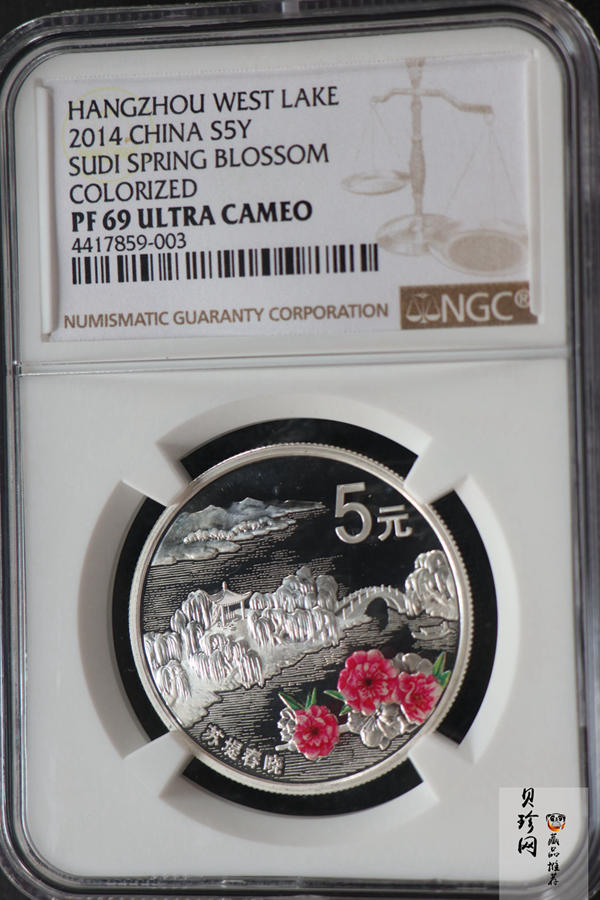 HANGZHOU WEST LAKE
2014 CHINA S5Y
SUDI SPRING BLOSSOM
COLORIZED
PF 69 ULTRA CAMEO
4417859-003
NUMISMATIC GUARANTY CORPORATION
NGC®
5元
苏堤春晓
贝珍网
藏品推荐